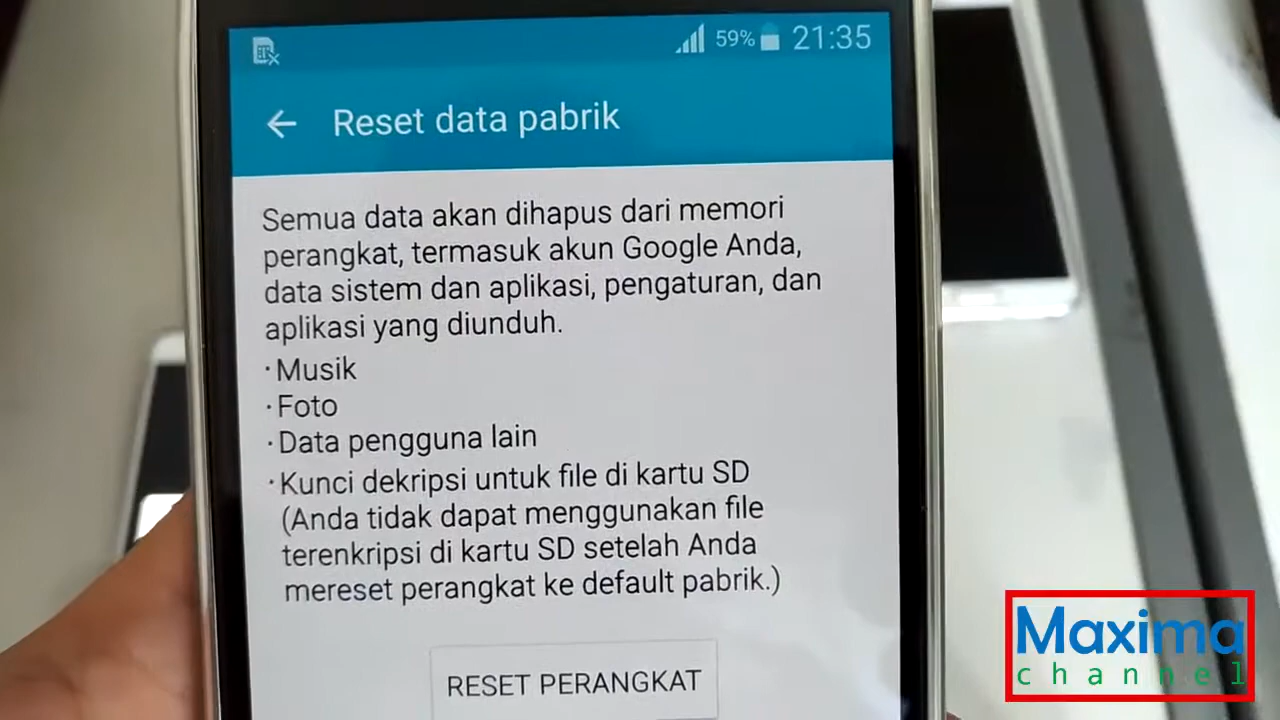 59% 21:35
Reset data pabrik
Semua data akan dihapus dari memori
perangkat, termasuk akun Google Anda,
data sistem dan aplikasi, pengaturan, dan
aplikasi yang diunduh.
·Musik
·Foto
·Data pengguna lain
·Kunci dekripsi untuk file di kartu SD
(Anda tidak dapat menggunakan file
terenkripsi di kartu SD setelah Anda
mereset perangkat ke default pabrik.)
RESET PERANGKAT
Maxima
channel